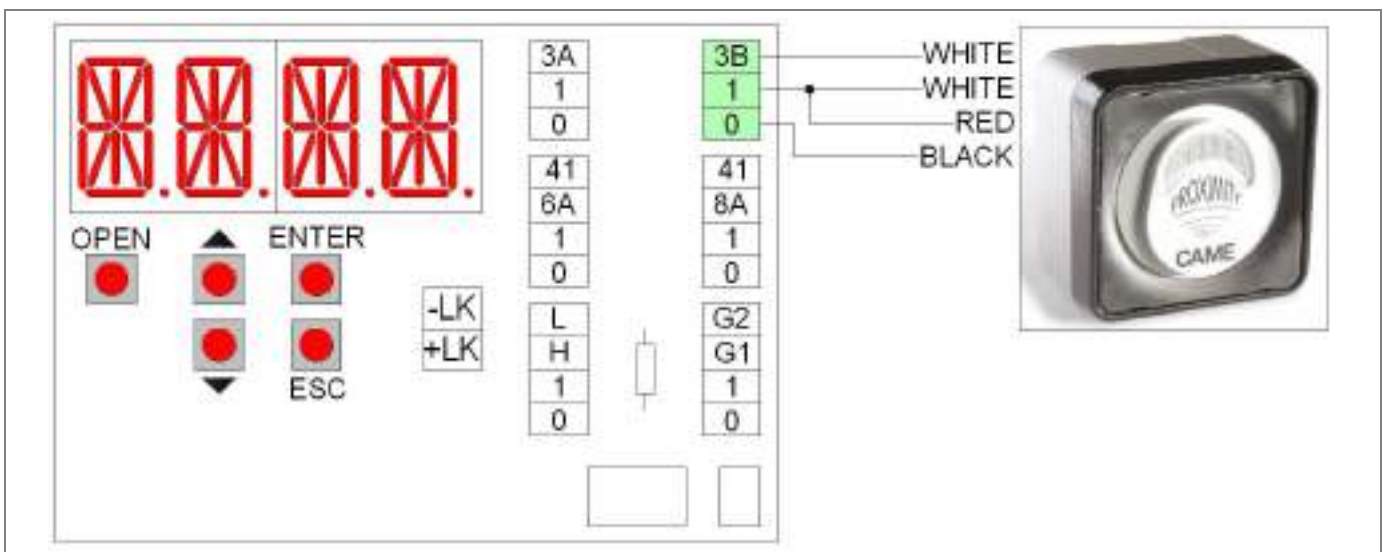 3A
1
0
3B
1
0
WHITE
WHITE
RED
BLACK
41
6A
1
0
41
8A
1
0
OPEN
ENTER
ESC
-LK
+LK
L
H
1
0
G2
G1
1
0
PROXIMITY
CAME